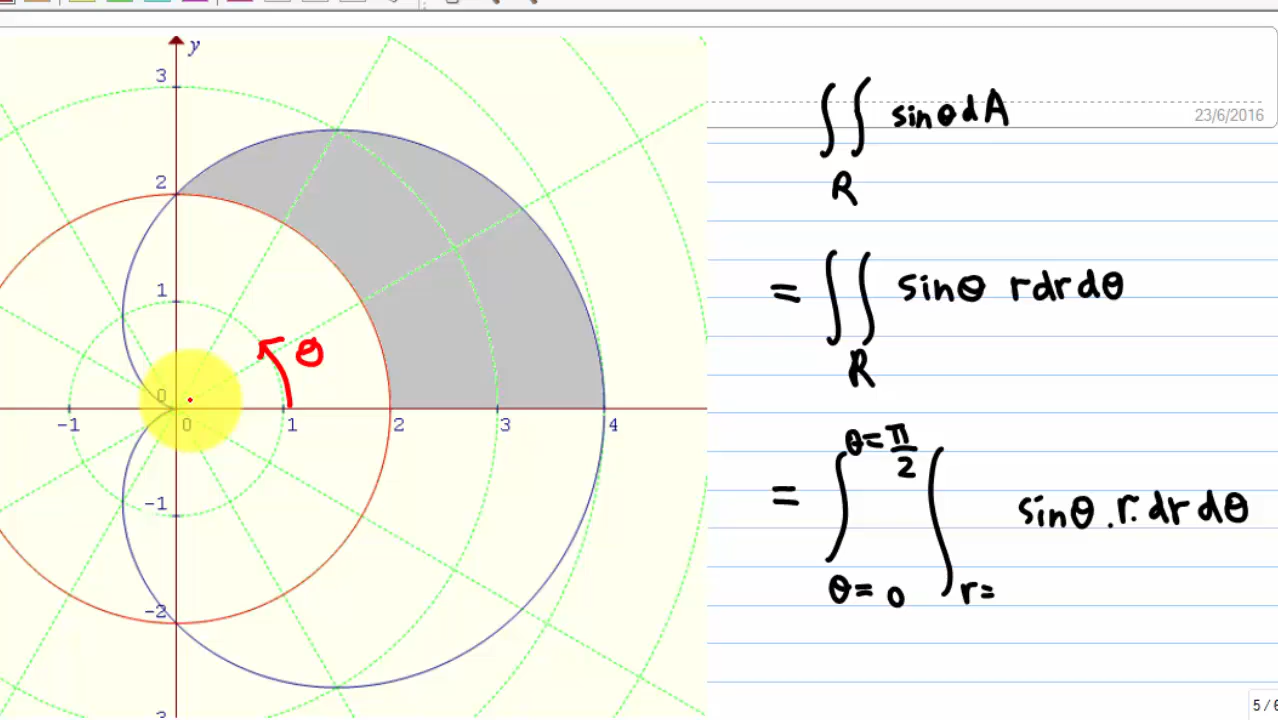 y
3
2
1
0
-1
0
1
2
3
4
-1
-2
3
θ
23/6/2016
∬ sinθ dA
R
= ∬ sinθ r dr dθ
R
θ = π/2
= ∫ ∫ sinθ . r . dr dθ
θ = 0 r =
5 / 6